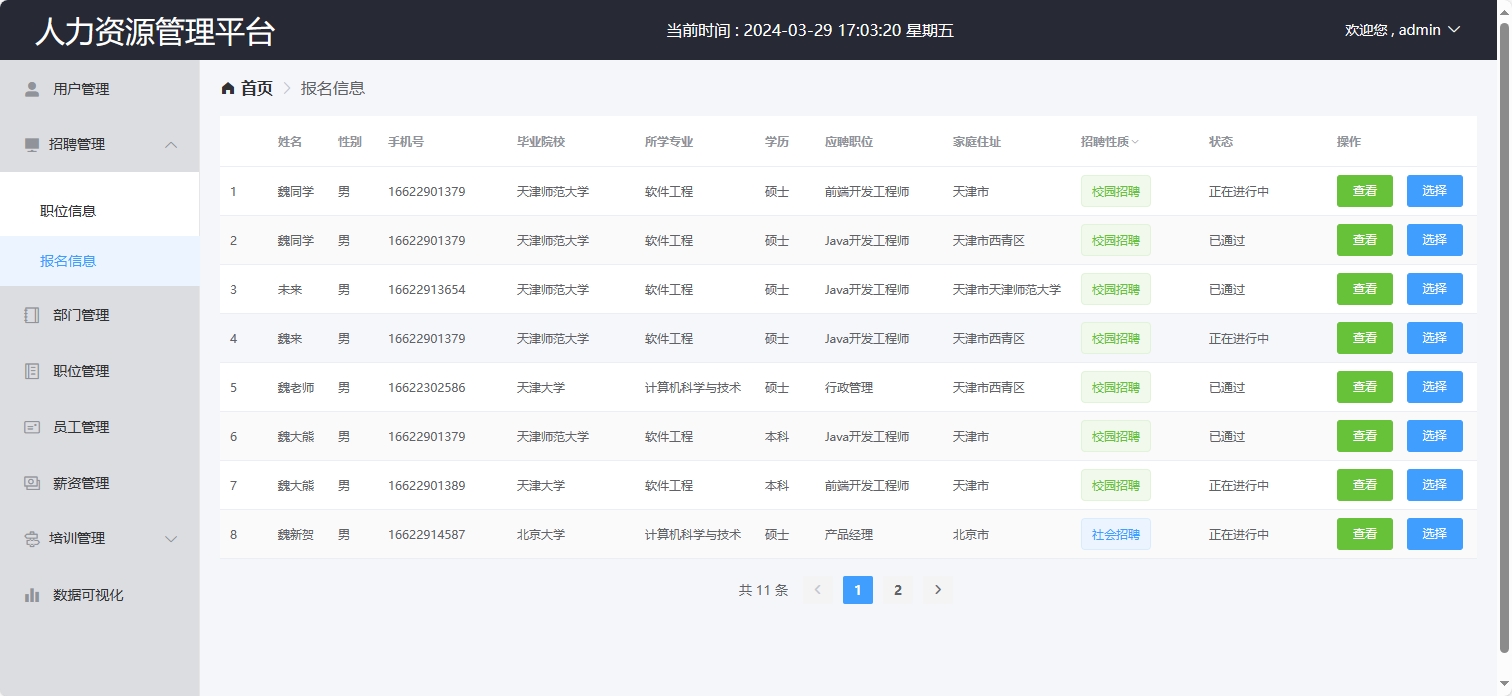 人力资源管理平台
当前时间 : 2024-03-29 17:03:20 星期五
欢迎您 , admin
用户管理
招聘管理
职位信息
报名信息
部门管理
职位管理
员工管理
薪资管理
培训管理
数据可视化
首页 > 报名信息
姓名 性别 手机号 毕业院校 所学专业 学历 应聘职位 家庭住址 招聘性质 状态 操作
1 魏同学 男 16622901379 天津师范大学 软件工程 硕士 前端开发工程师 天津市 校园招聘 正在进行中 查看 选择
2 魏同学 男 16622901379 天津师范大学 软件工程 硕士 Java开发工程师 天津市西青区 校园招聘 已通过 查看 选择
3 未来 男 16622913654 天津师范大学 软件工程 硕士 Java开发工程师 天津市天津师范大学 校园招聘 已通过 查看 选择
4 魏来 男 16622901379 天津师范大学 软件工程 硕士 Java开发工程师 天津市西青区 校园招聘 正在进行中 查看 选择
5 魏老师 男 16622302586 天津大学 计算机科学与技术 硕士 行政管理 天津市西青区 校园招聘 已通过 查看 选择
6 魏大熊 男 16622901379 天津师范大学 软件工程 本科 Java开发工程师 天津市 校园招聘 已通过 查看 选择
7 魏大熊 男 16622901389 天津大学 软件工程 本科 前端开发工程师 天津市 校园招聘 正在进行中 查看 选择
8 魏新贺 男 16622914587 北京大学 计算机科学与技术 硕士 产品经理 北京市 社会招聘 正在进行中 查看 选择
共 11 条 < 1 2 >